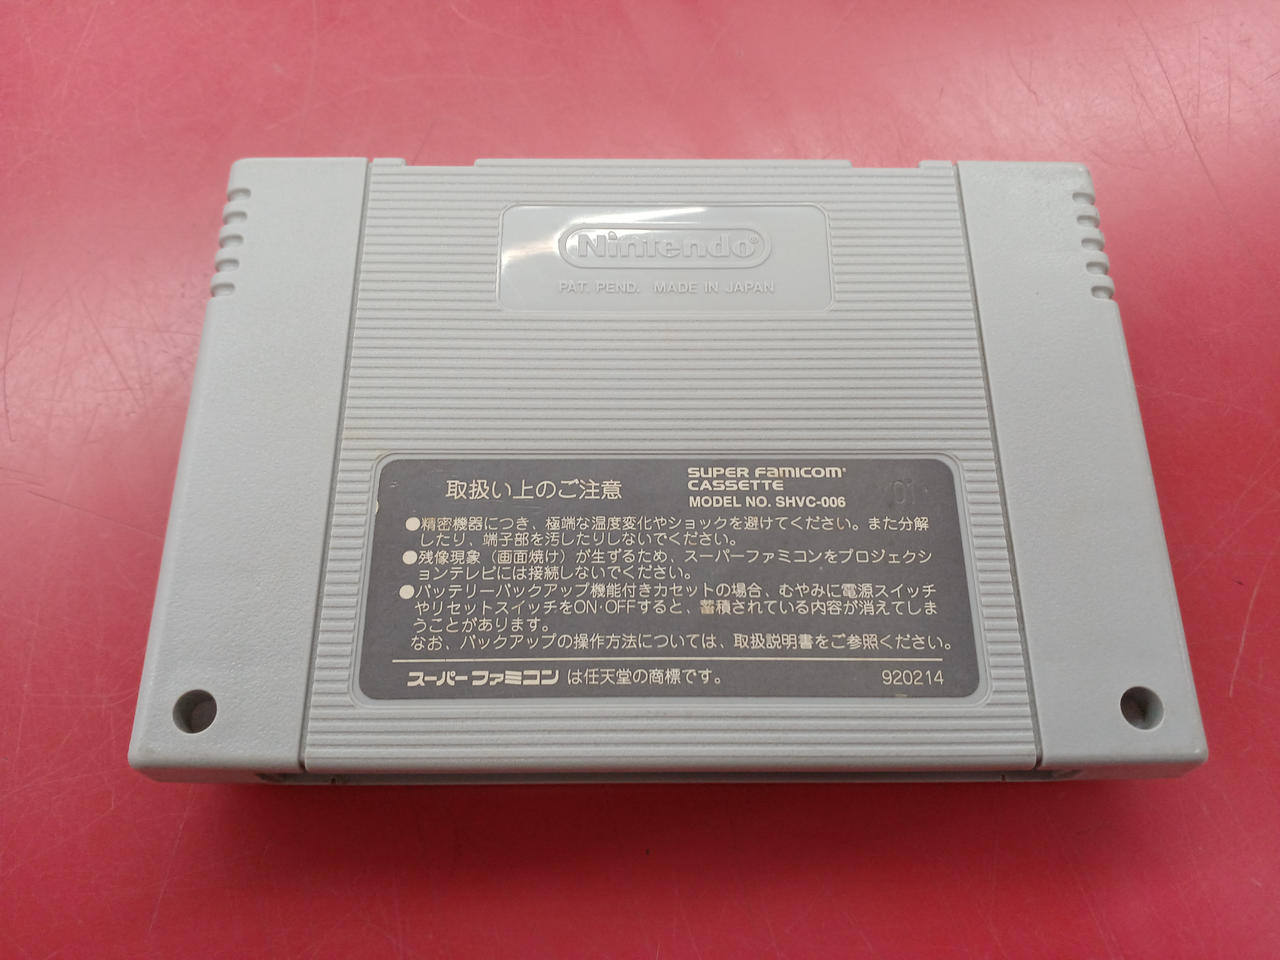 Nintendo®
PAT. PEND. MADE IN JAPAN
取扱い上のご注意
SUPER FAMICOM®
CASSETTE
MODEL NO. SHVC-006
01
●精密機器につき、極端な温度変化やショックを避けてください。また分解
したり、端子部を汚したりしないでください。
●残像現象（画面焼け）が生ずるため、スーパーファミコンをプロジェクシ
ョンテレビには接続しないでください。
●バッテリーバックアップ機能付きカセットの場合、むやみに電源スイッチ
やリセットスイッチをON·OFFすると、蓄積されている内容が消えてしま
うことがあります。
なお、バックアップの操作方法については、取扱説明書をご参照ください。
スーパーファミコンは任天堂の商標です。
920214